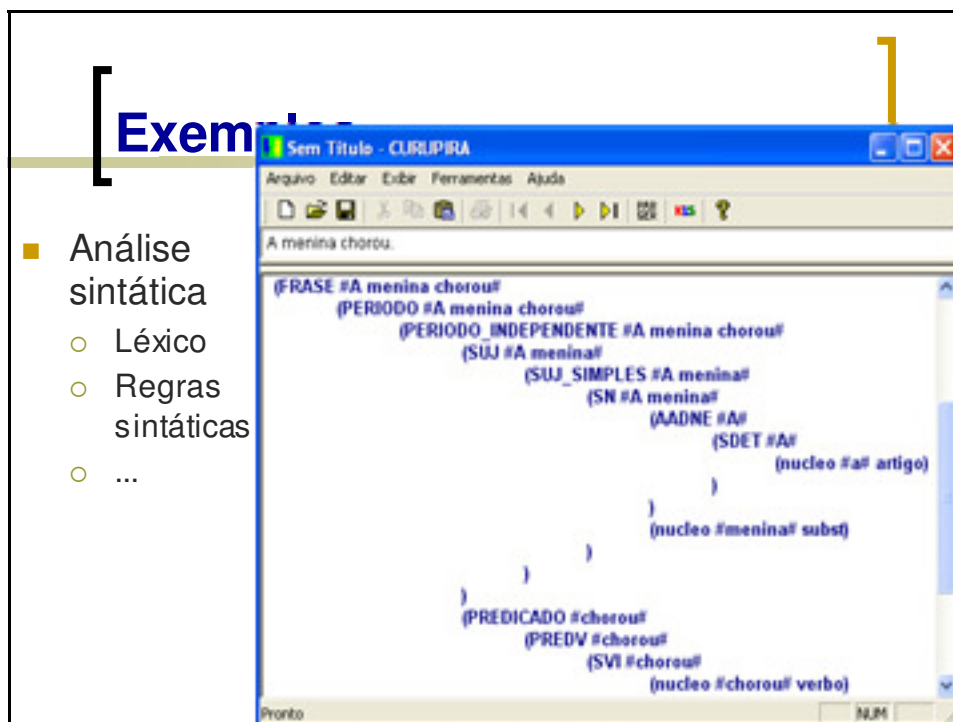 Exemplos
Análise
sintática
Léxico
Regras
sintáticas
...
Sem Título - CURUPIRA
Arquivo Editar Exibir Ferramentas Ajuda
A menina chorou.
(FRASE #A menina chorou#
(PERIODO #A menina chorou#
(PERIODO_INDEPENDENTE #A menina chorou#
(SUJ #A menina#
(SUJ_SIMPLES #A menina#
(SN #A menina#
(AADNE #A#
(SDET #A#
(nucleo #a# artigo)
)
)
(nucleo #menina# subst)
)
)
)
(PREDICADO #chorou#
(PREDV #chorou#
(SVI #chorou#
(nucleo #chorou# verbo)
Pronto
NUM